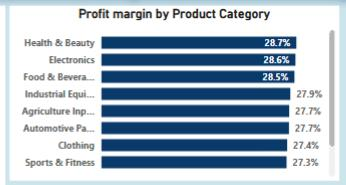 Profit margin by Product Category
Health & Beauty 28.7%
Electronics 28.6%
Food & Bevera... 28.5%
Industrial Equi... 27.9%
Agriculture Inp... 27.7%
Automotive Pa... 27.7%
Clothing 27.4%
Sports & Fitness 27.3%